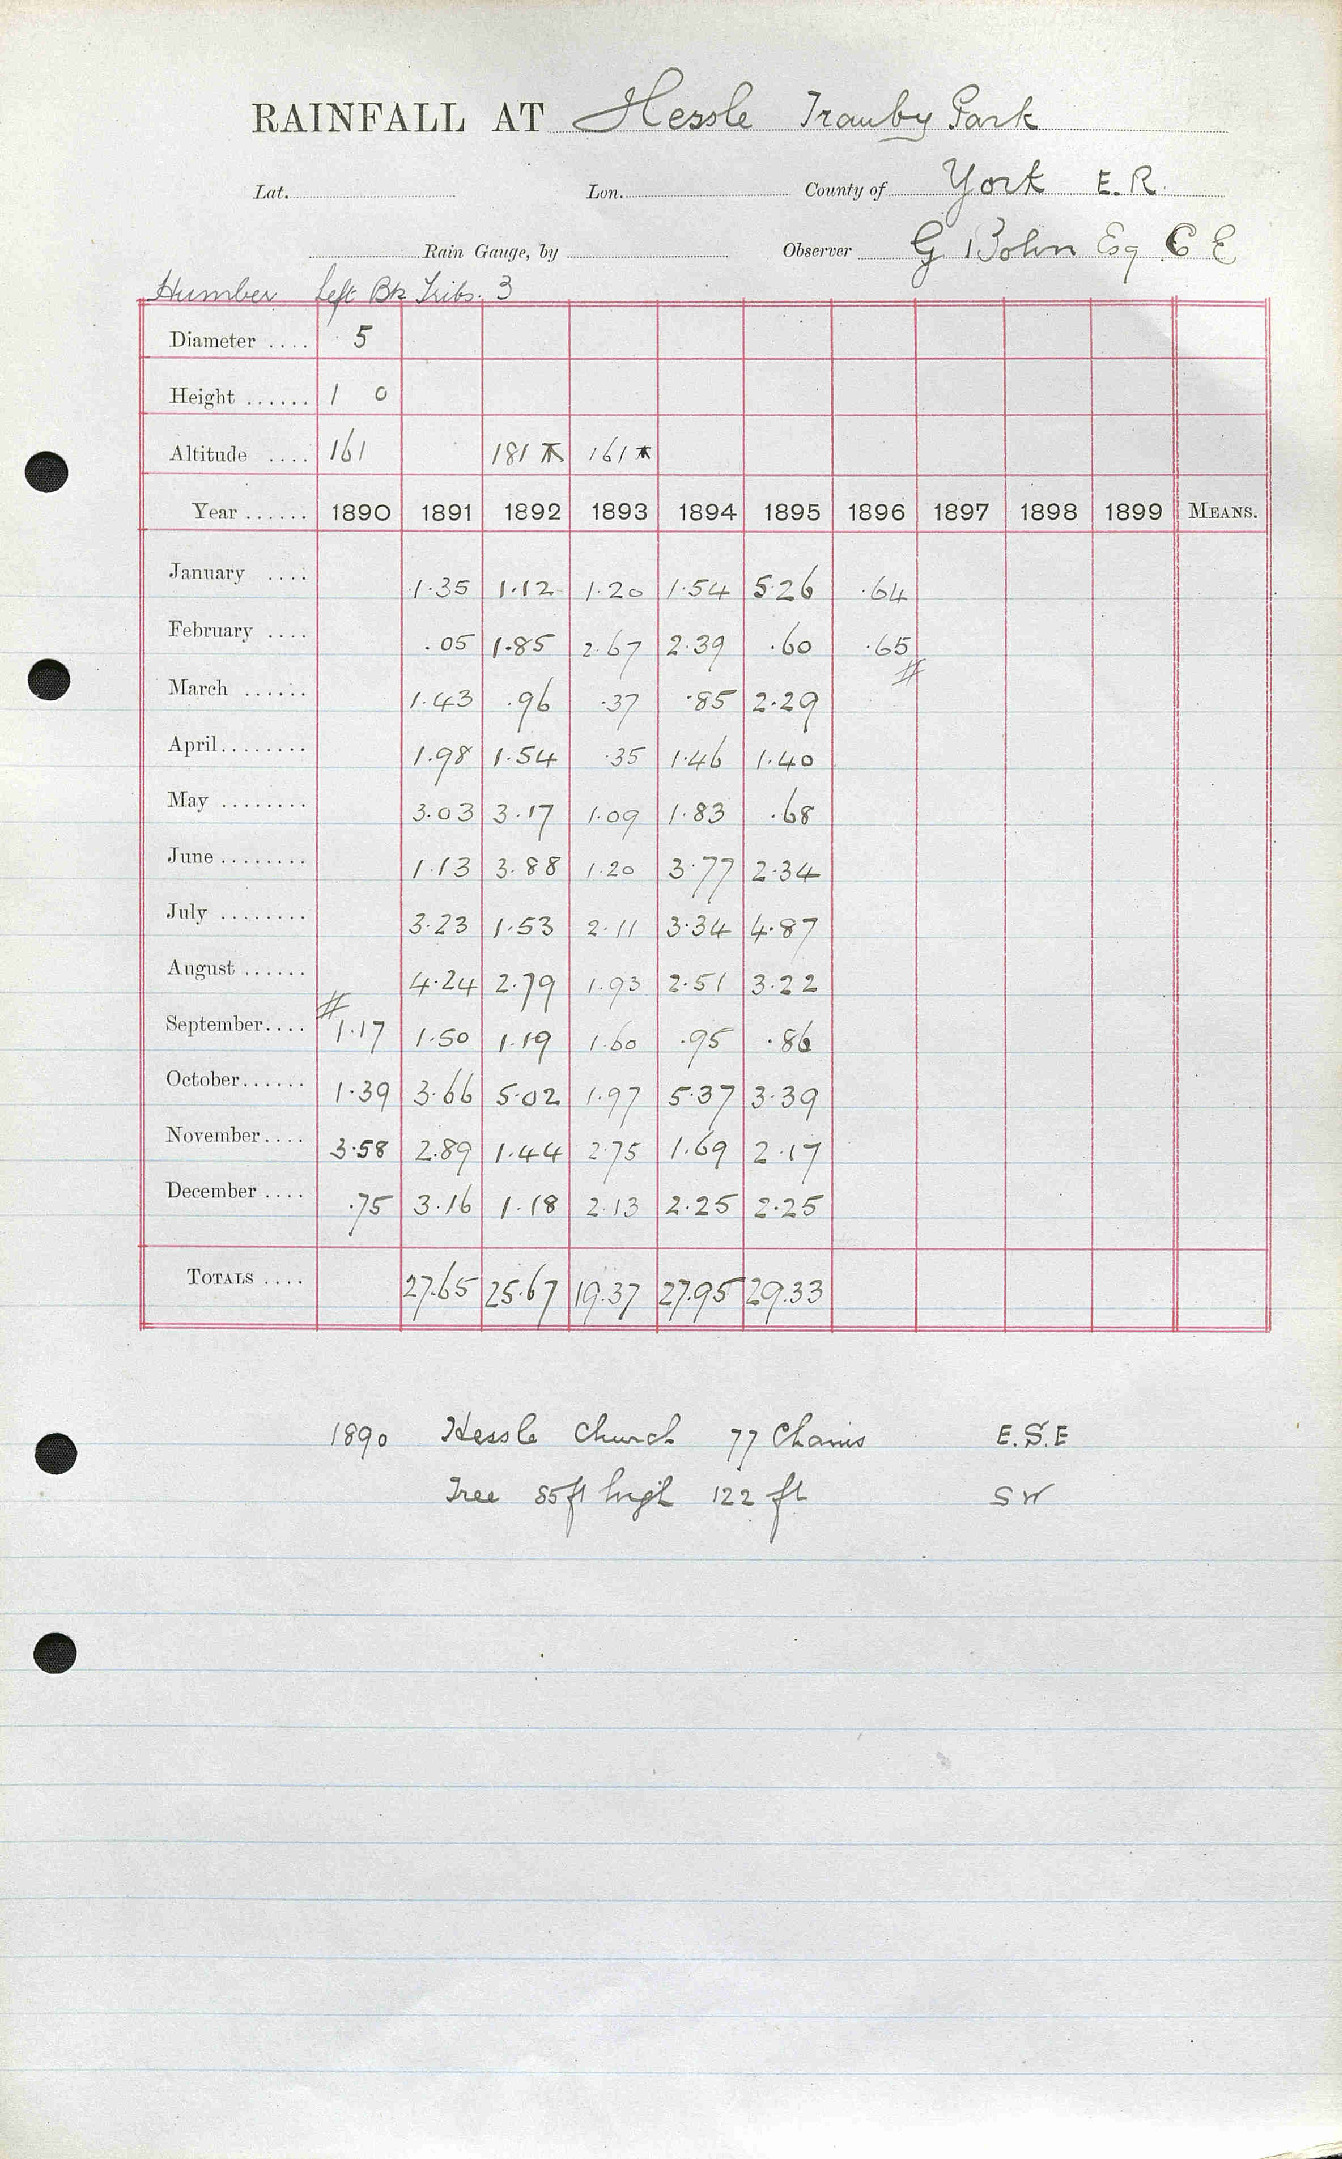 RAINFALL AT Hessle Tranby Park
Lat. Lon. County of York E.R.
Rain Gauge, by Observer G Bohn Esq C E
Humber Left Bk Tribs. 3
Diameter .... 5
Height ...... 1 0
Altitude .... 161 181 * 161 *
Year ...... 1890 1891 1892 1893 1894 1895 1896 1897 1898 1899 MEANS.
January .... 1.35 1.12 1.20 1.54 5.26 .64
February .... .05 1.85 2.67 2.39 .60 .65
March ...... 1.43 .96 .37 .85 2.29 #
April........ 1.98 1.54 .35 1.46 1.40
May ........ 3.03 3.17 1.09 1.83 .68
June ........ 1.13 3.88 1.20 3.77 2.34
July ........ 3.23 1.53 2.11 3.34 4.87
August ...... 4.24 2.79 1.93 2.51 3.22
September.... # 1.17 1.50 1.19 1.60 .95 .86
October...... 1.39 3.66 5.02 1.97 5.37 3.39
November.... 3.58 2.89 1.44 2.75 1.69 2.17
December .... .75 3.16 1.18 2.13 2.25 2.25
TOTALS .... 27.65 25.67 19.37 27.95 29.33
1890 Hessle Church 77 Chains E.S.E
Tree 85ft high 122 ft SW